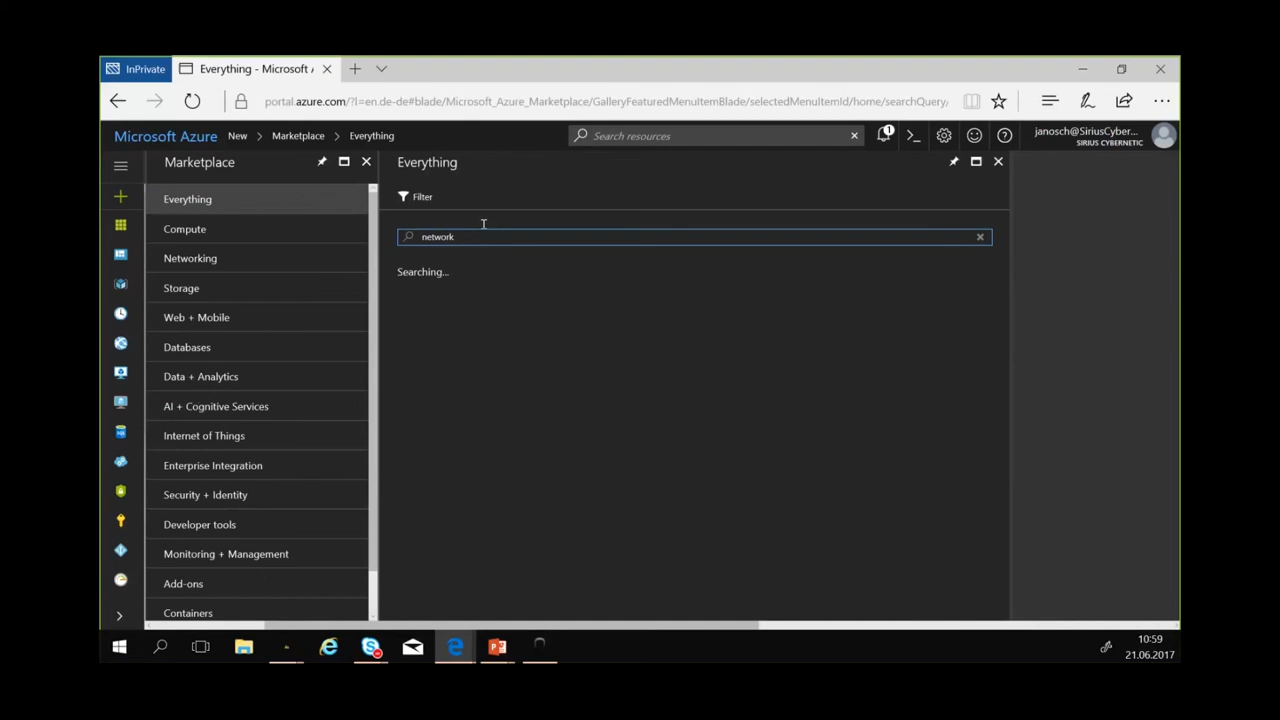 InPrivate
Everything - Microsoft A
portal.azure.com/?l=en.de-de#blade/Microsoft_Azure_Marketplace/GalleryFeaturedMenuItemBlade/selectedMenuItemId/home/searchQuery/
Microsoft Azure New > Marketplace > Everything
Search resources
1
janosch@SiriusCyber...
SIRIUS CYBERNETIC
Marketplace
Everything
Compute
Networking
Storage
Web + Mobile
Databases
Data + Analytics
AI + Cognitive Services
Internet of Things
Enterprise Integration
Security + Identity
Developer tools
Monitoring + Management
Add-ons
Containers
Everything
Filter
network
Searching...
10:59
21.06.2017